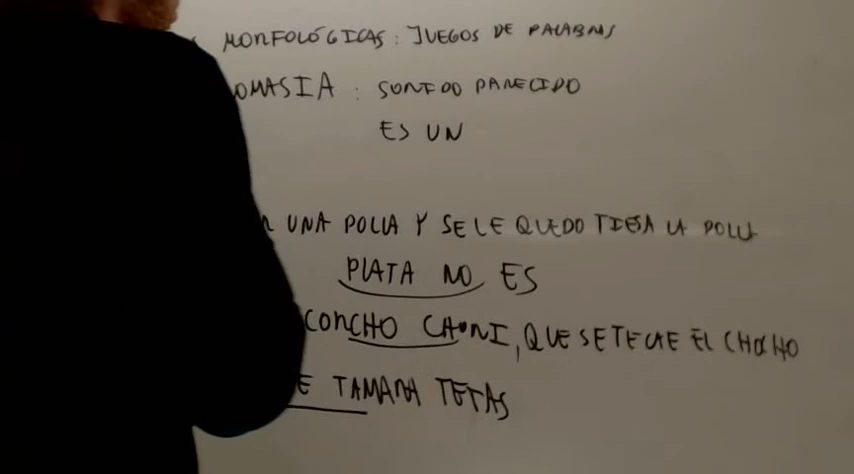 MORFOLÓGICAS: JUEGOS DE PALABRAS
OMASIA: SONIDO PARECIDO
ES UN
UNA POLLA Y SE LE QUEDO TIESA LA POLLA
PLATA NO ES
CONCHO CHONI, QUE SE TE CAE EL CHOCHO
E TAMARA TETAS